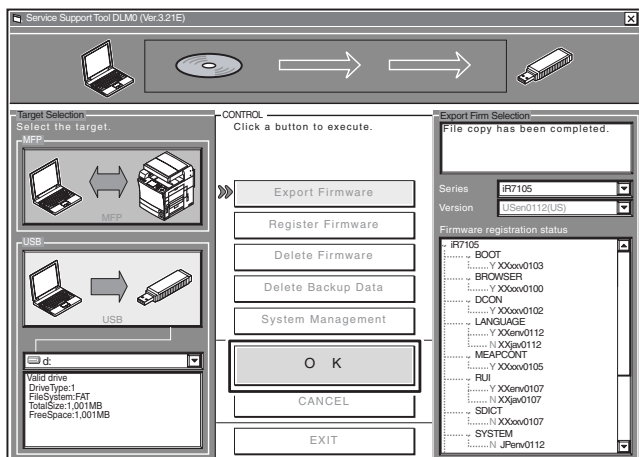 Service Support Tool DLM0 (Ver.3.21E)
Target Selection
Select the target.
MFP
MFP
USB
USB
d:
Valid drive
DriveType:1
FileSystem:FAT
TotalSize:1,001MB
FreeSpace:1,001MB
CONTROL
Click a button to execute.
Export Firmware
Register Firmware
Delete Firmware
Delete Backup Data
System Management
O K
CANCEL
EXIT
Export Firm Selection
File copy has been completed.
Series iR7105
Version USen0112(US)
Firmware registration status
iR7105
BOOT
Y XXxxv0103
BROWSER
Y XXxxv0100
DCON
Y XXxxv0102
LANGUAGE
Y XXenv0112
N XXjav0112
MEAPCONT
Y XXxxv0105
RUI
Y XXenv0107
N XXjav0107
SDICT
N XXxxv0107
SYSTEM
N JPenv0112